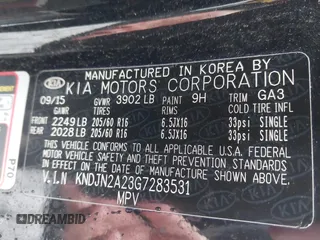 MANUFACTURED IN KOREA BY
KIA KIA MOTORS CORPORATION
09/15 GVWR 3902 LB PAINT 9H TRIM GA3
GAWR TIRES RIMS COLD TIRE INFL
FRONT 2249 LB 205/60 R16 6.5JX16 33psi SINGLE
REAR 2028 LB 205/60 R16 6.5JX16 33psi SINGLE
THIS VEHICLE CONFORMS TO ALL APPLICABLE U.S.A. FEDERAL
MOTOR VEHICLE SAFETY, BUMPER, AND THEFT PREVENTION
STANDARDS IN EFFECT ON THE DATE OF MANUFACTURE SHOWN ABOVE.
V.I.N KNDJN2A23G7283531
MPV
P170
DREAMBID